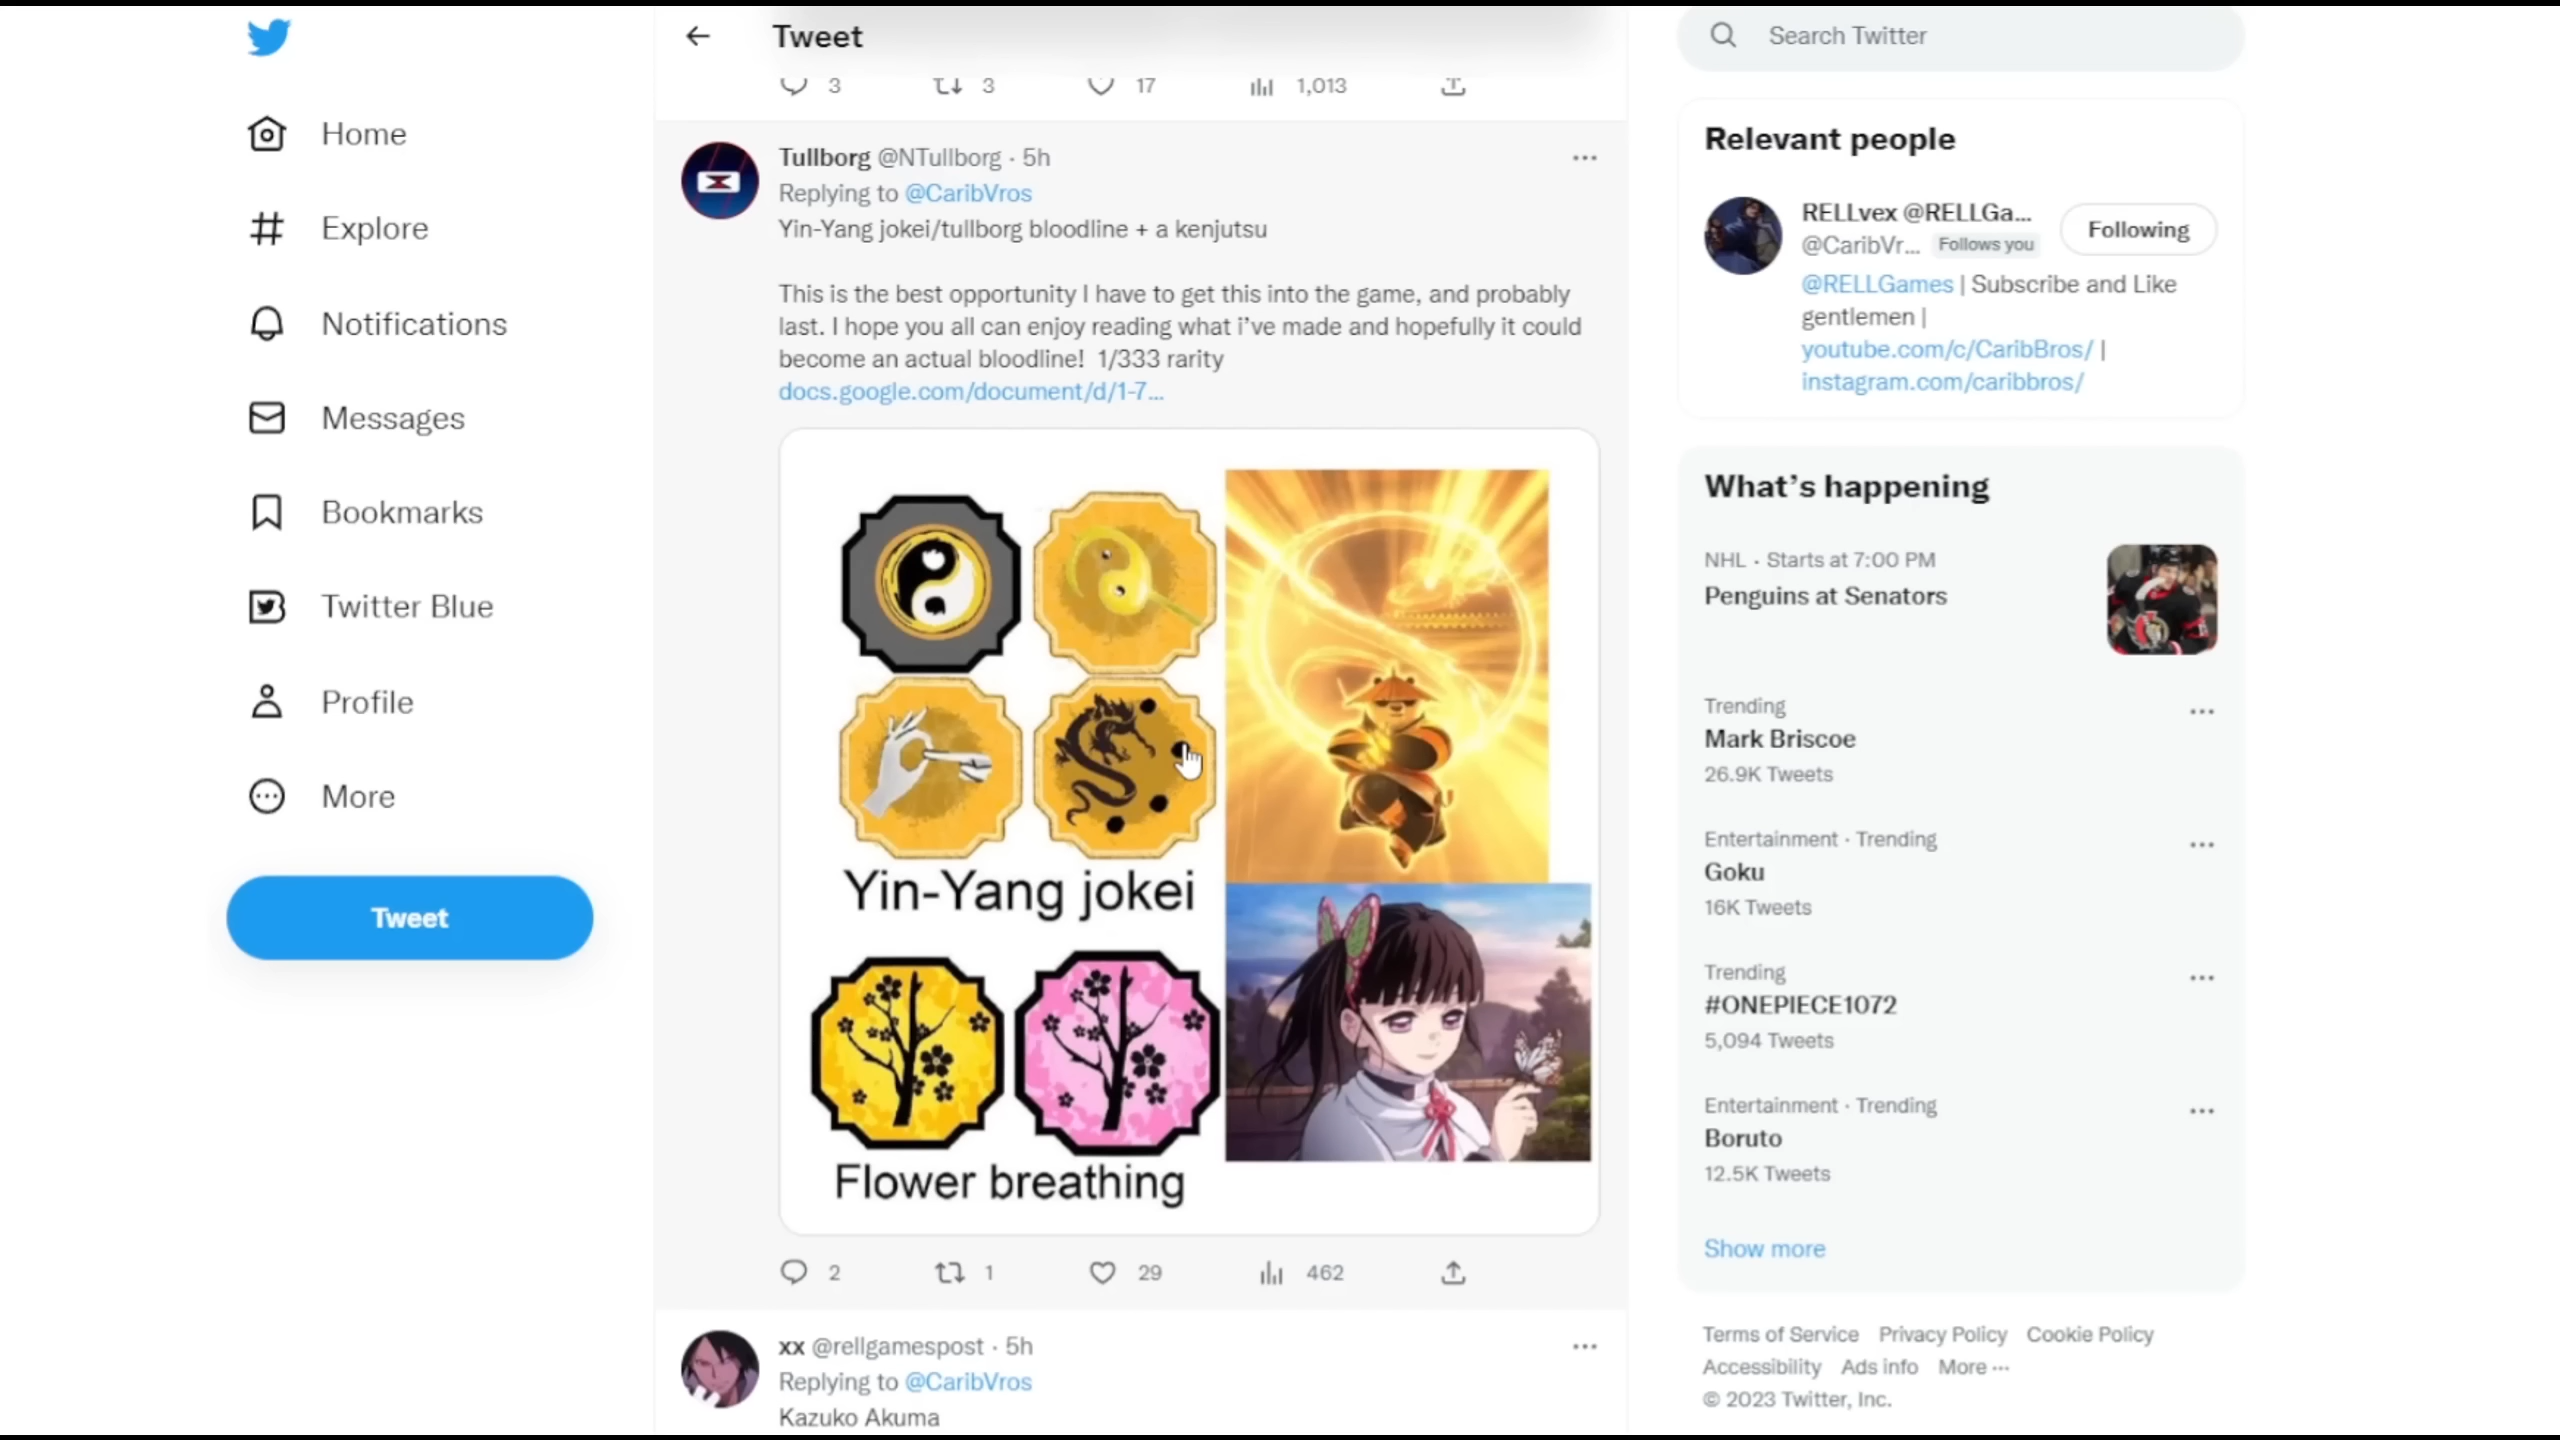 Home
Explore
Notifications
Messages
Bookmarks
Twitter Blue
Profile
More
Tweet
Tweet
3 3 17 1,013
Tullborg @NTullborg · 5h
Replying to @CaribVros
Yin-Yang jokei/tullborg bloodline + a kenjutsu
This is the best opportunity I have to get this into the game, and probably
last. I hope you all can enjoy reading what i've made and hopefully it could
become an actual bloodline! 1/333 rarity
docs.google.com/document/d/1-7...
Yin-Yang jokei
Flower breathing
2 1 29 462
xx @rellgamespost · 5h
Replying to @CaribVros
Kazuko Akuma
Search Twitter
Relevant people
RELLvex @RELLGa...
@CaribVr... Follows you
Following
@RELLGames | Subscribe and Like
gentlemen |
youtube.com/c/CaribBros/ |
instagram.com/caribbros/
What's happening
NHL · Starts at 7:00 PM
Penguins at Senators
Trending
Mark Briscoe
26.9K Tweets
Entertainment · Trending
Goku
16K Tweets
Trending
#ONEPIECE1072
5,094 Tweets
Entertainment · Trending
Boruto
12.5K Tweets
Show more
Terms of Service Privacy Policy Cookie Policy
Accessibility Ads info More ...
© 2023 Twitter, Inc.